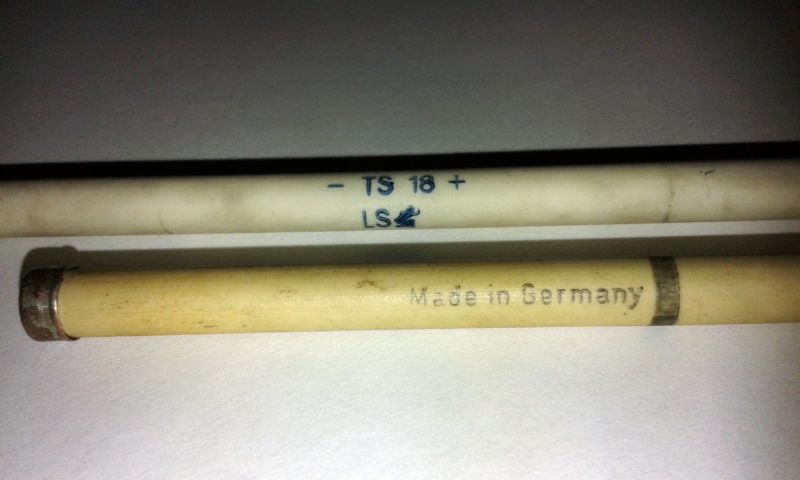 - TS 18 +
LS
Made in Germany